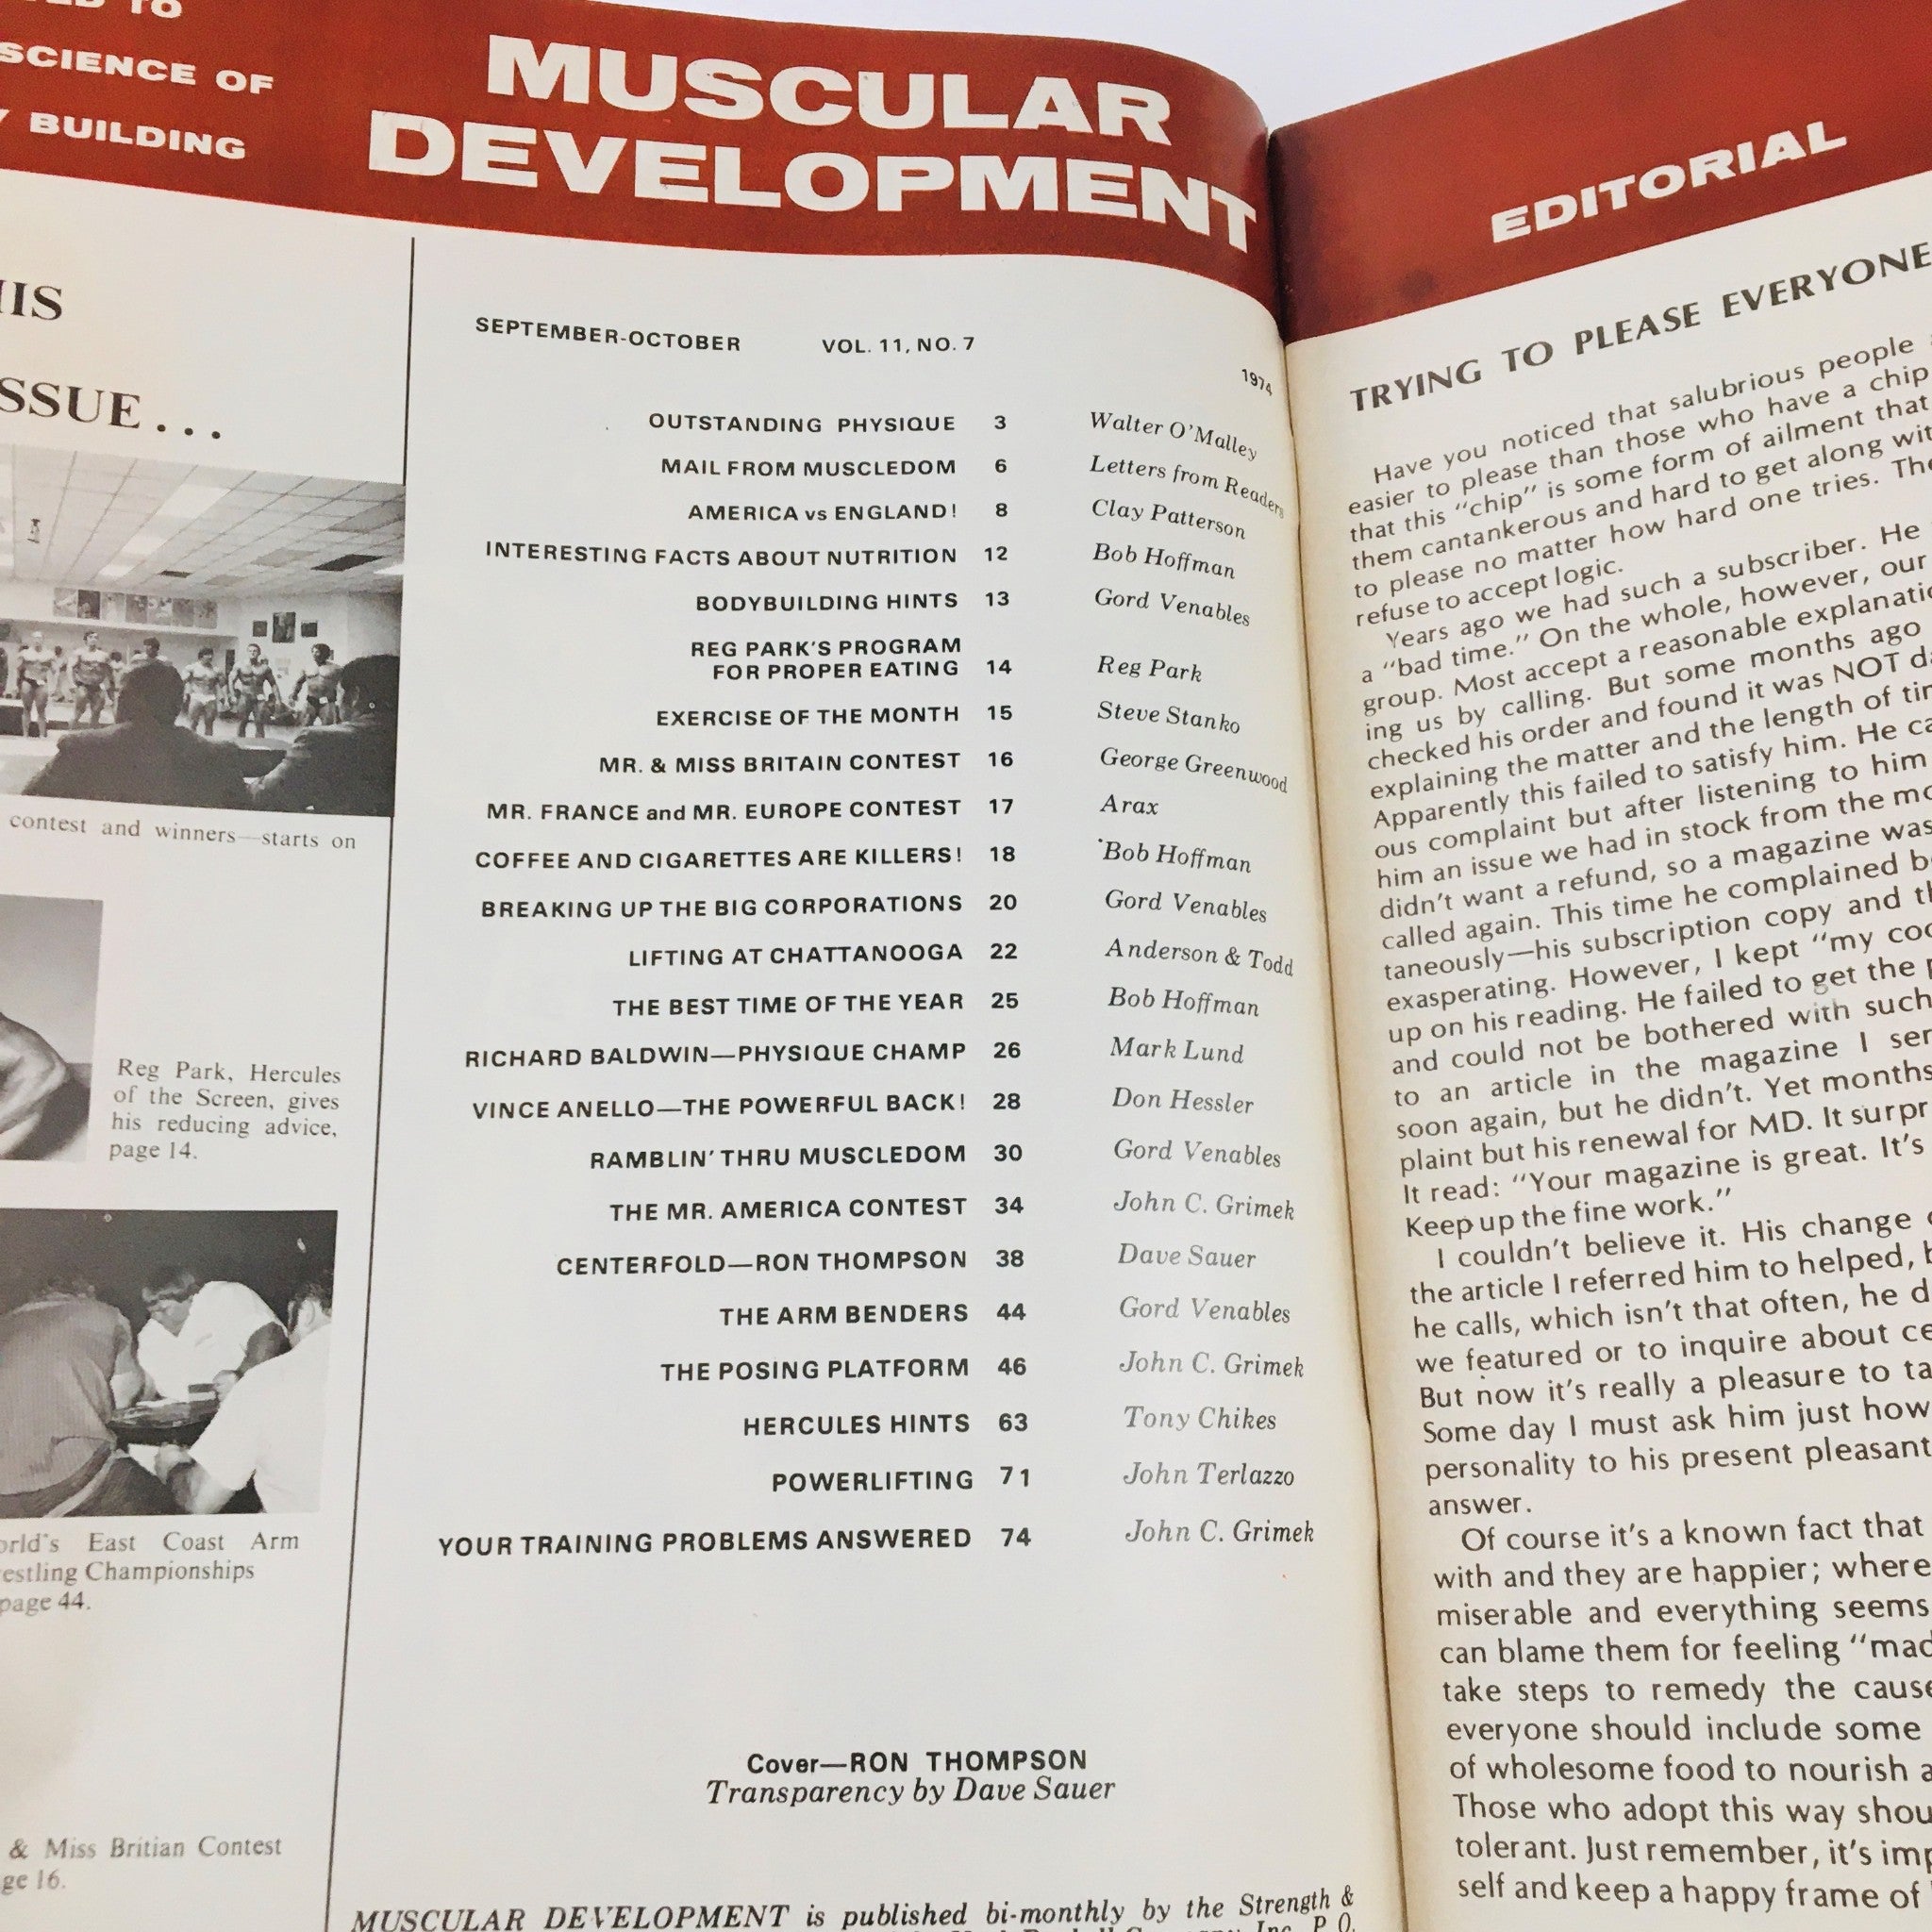 TO
SCIENCE OF
BUILDING
MUSCULAR
DEVELOPMENT
SSUE...
contest and winners—starts on
Reg Park, Hercules
of the Screen, gives
his reducing advice,
page 14.
East Coast Arm
Championships
page 44.
& Miss Britian Contest
16.
SEPTEMBER-OCTOBER VOL. 11, NO. 7 1974
OUTSTANDING PHYSIQUE 3 Walter O'Malley
MAIL FROM MUSCLEDOM 6 Letters from Readers
AMERICA vs ENGLAND! 8 Clay Patterson
INTERESTING FACTS ABOUT NUTRITION 12 Bob Hoffman
BODYBUILDING HINTS 13 Gord Venables
REG PARK'S PROGRAM
FOR PROPER EATING 14 Reg Park
EXERCISE OF THE MONTH 15 Steve Stanko
MR. & MISS BRITAIN CONTEST 16 George Greenwood
MR. FRANCE and MR. EUROPE CONTEST 17 Arax
COFFEE AND CIGARETTES ARE KILLERS! 18 Bob Hoffman
BREAKING UP THE BIG CORPORATIONS 20 Gord Venables
LIFTING AT CHATTANOOGA 22 Anderson & Todd
THE BEST TIME OF THE YEAR 25 Bob Hoffman
RICHARD BALDWIN—PHYSIQUE CHAMP 26 Mark Lund
VINCE ANELLO—THE POWERFUL BACK! 28 Don Hessler
RAMBLIN' THRU MUSCLEDOM 30 Gord Venables
THE MR. AMERICA CONTEST 34 John C. Grimek
CENTERFOLD—RON THOMPSON 38 Dave Sauer
THE ARM BENDERS 44 Gord Venables
THE POSING PLATFORM 46 John C. Grimek
HERCULES HINTS 63 Tony Chikes
POWERLIFTING 71 John Terlazzo
YOUR TRAINING PROBLEMS ANSWERED 74 John C. Grimek
Cover—RON THOMPSON
Transparency by Dave Sauer
MUSCULAR DEVELOPMENT is published bi-monthly by the Strength &
Inc. P.O.
EDITORIAL
TRYING TO PLEASE EVERYONE
Have you noticed that salubrious people
easier to please than those who have a chip
that this "chip" is some form of ailment that
them cantankerous and hard to get along
to please no matter how hard one tries.
refuse to accept logic.
Years ago we had such a subscriber. He
a "bad time." On the whole, however, our
group. Most accept a reasonable
ing us by calling. But some months ago
checked his order and found it was NOT
explaining the matter and the length of
Apparently this failed to satisfy him. He
ous complaint but after listening to him
him an issue we had in stock from the
didn't want a refund, so a magazine was
called again. This time he complained
taneously—his subscription copy and
exasperating. However, I kept "my
up on his reading. He failed to get the
and could not be bothered with such
to an article in the magazine I
soon again, but he didn't. Yet months
plaint but his renewal for MD. It
It read: "Your magazine is great. It's
Keep up the fine work."
I couldn't believe it. His change
the article I referred him to helped,
he calls, which isn't that often, he
we featured or to inquire about
But now it's really a pleasure to
Some day I must ask him just how
personality to his present pleasant
answer.
Of course it's a known fact that
with and they are happier; where
miserable and everything seems
can blame them for feeling
take steps to remedy the cause
everyone should include some
of wholesome food to nourish
Those who adopt this way
tolerant. Just remember, it's
self and keep a happy frame of